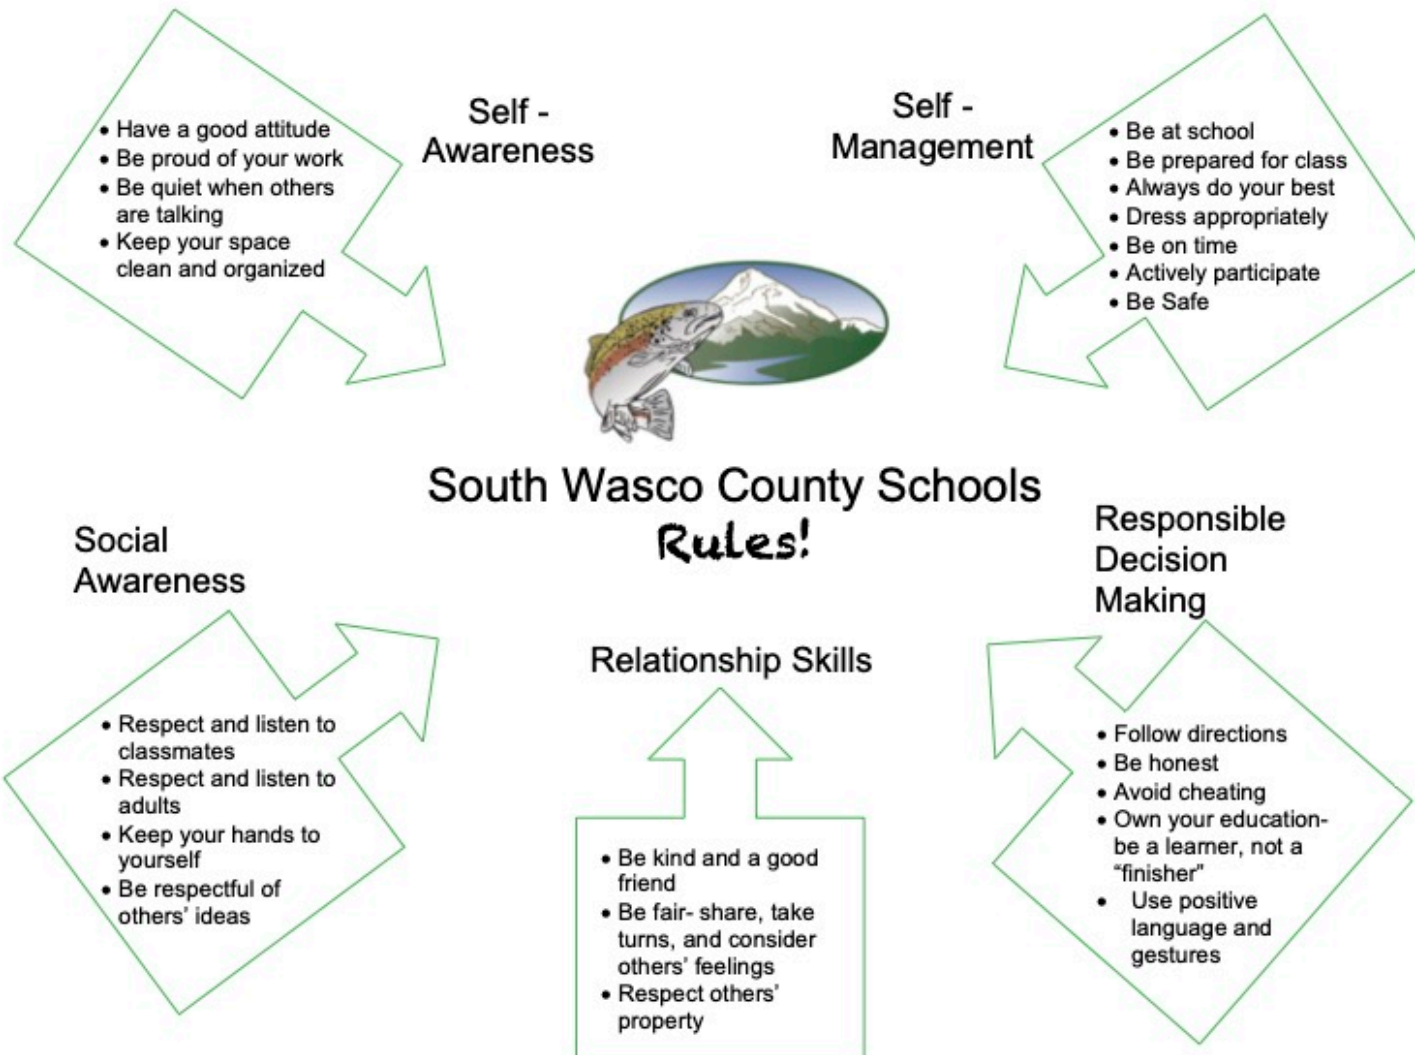 Self -
Awareness
• Have a good attitude
• Be proud of your work
• Be quiet when others
are talking
• Keep your space
clean and organized
Self -
Management
• Be at school
• Be prepared for class
• Always do your best
• Dress appropriately
• Be on time
• Actively participate
• Be Safe
South Wasco County Schools
Rules!
Social
Awareness
• Respect and listen to
classmates
• Respect and listen to
adults
• Keep your hands to
yourself
• Be respectful of
others’ ideas
Relationship Skills
• Be kind and a good
friend
• Be fair- share, take
turns, and consider
others’ feelings
• Respect others’
property
Responsible
Decision
Making
• Follow directions
• Be honest
• Avoid cheating
• Own your education-
be a learner, not a
“finisher"
• Use positive
language and
gestures